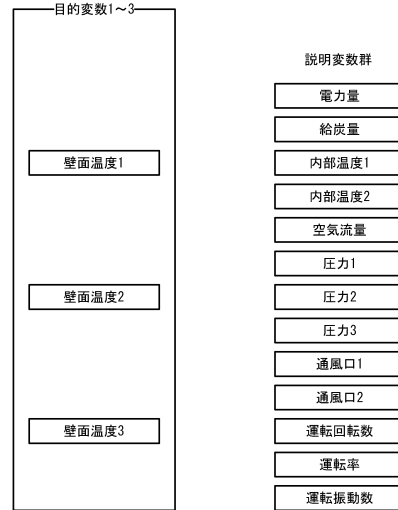 目的変数1～3
壁面温度1
壁面温度2
壁面温度3
説明変数群
電力量
給炭量
内部温度1
内部温度2
空気流量
圧力1
圧力2
圧力3
通風口1
通風口2
運転回転数
運転率
運転振動数